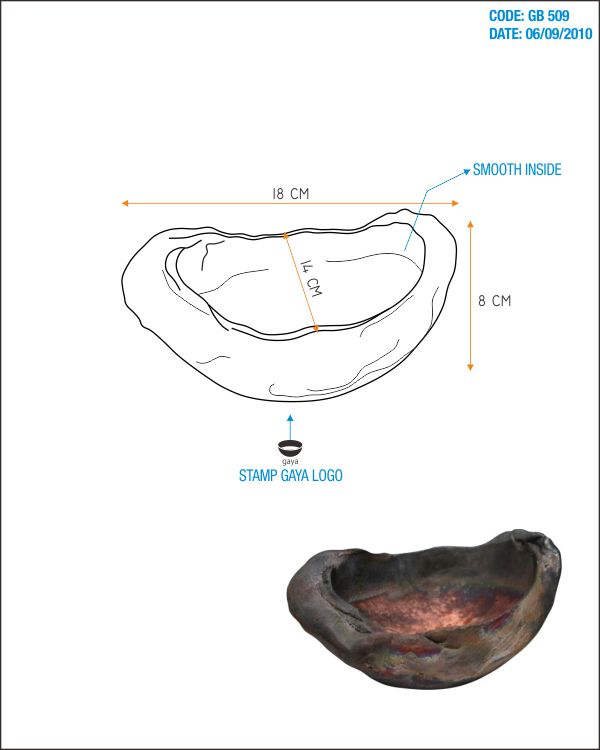 CODE: GB 509
DATE: 06/09/2010
SMOOTH INSIDE
18 CM
14 CM
8 CM
gaya
STAMP GAYA LOGO